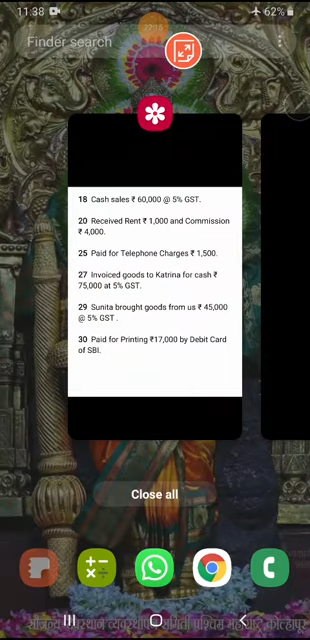 11.38
62%
Finder search
18 Cash sales ₹ 60,000 @ 5% GST.
20 Received Rent ₹ 1,000 and Commission
₹ 4,000.
25 Paid for Telephone Charges ₹ 1,500.
27 Invoiced goods to Katrina for cash ₹
75,000 at 5% GST.
29 Sunita brought goods from us ₹ 45,000
@ 5% GST .
30 Paid for Printing ₹17,000 by Debit Card
of SBI.
Close all